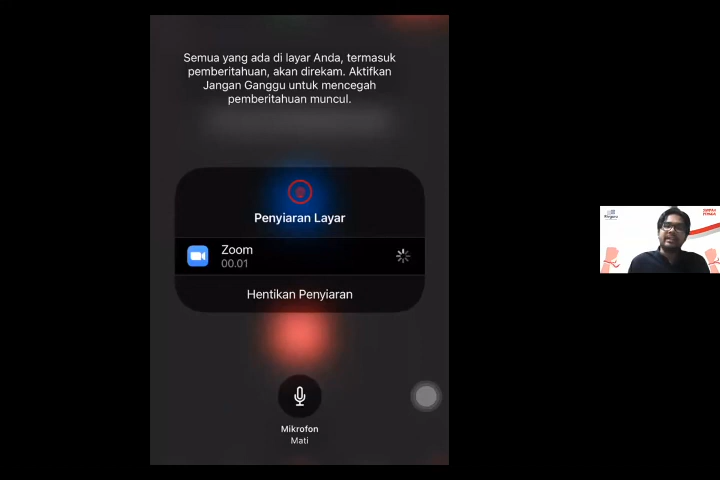 Semua yang ada di layar Anda, termasuk
pemberitahuan, akan direkam. Aktifkan
Jangan Ganggu untuk mencegah
pemberitahuan muncul.
Penyiaran Layar
Zoom
00.01
Hentikan Penyiaran
Mikrofon
Mati